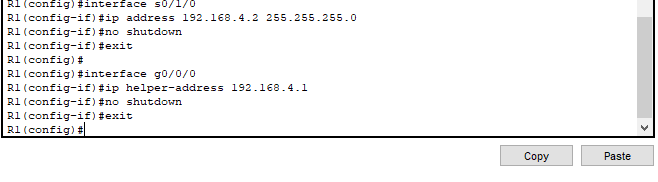 R1(config)#interface s0/1/0
R1(config-if)#ip address 192.168.4.2 255.255.255.0
R1(config-if)#no shutdown
R1(config-if)#exit
R1(config)#
R1(config)#interface g0/0/0
R1(config-if)#ip helper-address 192.168.4.1
R1(config-if)#no shutdown
R1(config-if)#exit
R1(config)#
Copy
Paste